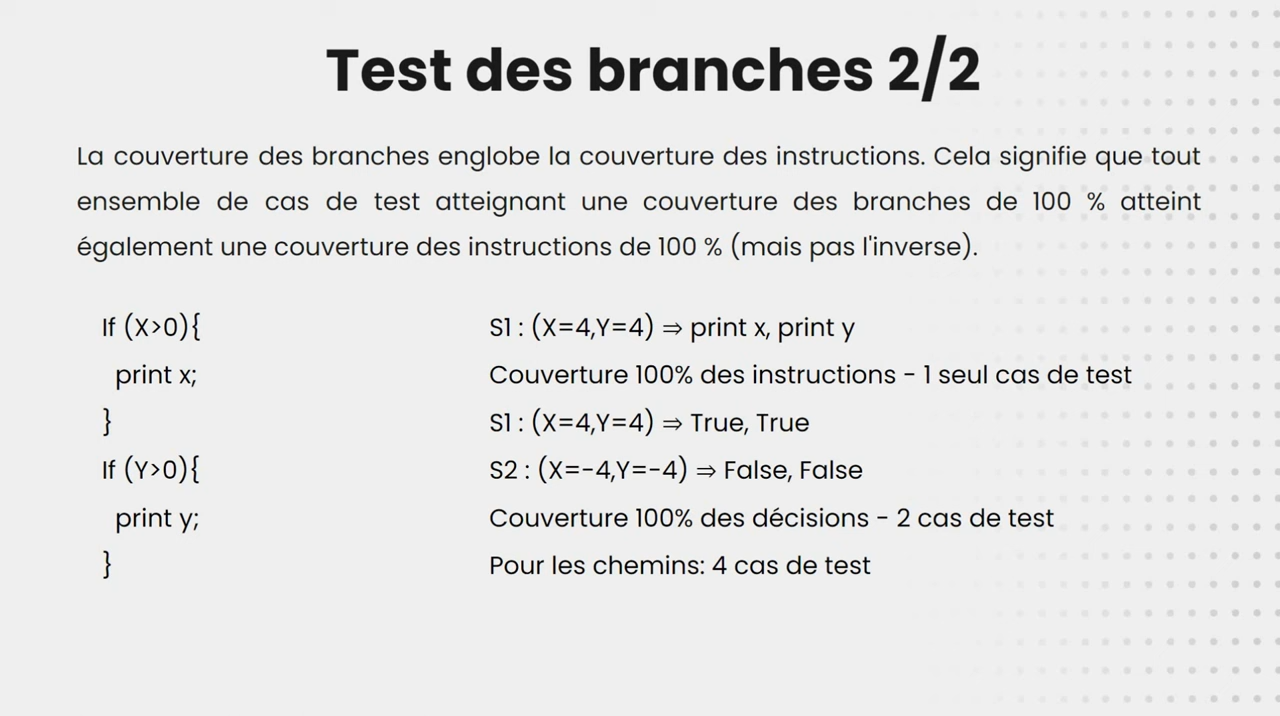 Test des branches 2/2
La couverture des branches englobe la couverture des instructions. Cela signifie que tout
ensemble de cas de test atteignant une couverture des branches de 100 % atteint
également une couverture des instructions de 100 % (mais pas l'inverse).
If (X>0){
print x;
}
If (Y>0){
print y;
}
S1 : (X=4,Y=4) ⇒ print x, print y
Couverture 100% des instructions - 1 seul cas de test
S1 : (X=4,Y=4) ⇒ True, True
S2 : (X=-4,Y=-4) ⇒ False, False
Couverture 100% des décisions - 2 cas de test
Pour les chemins: 4 cas de test